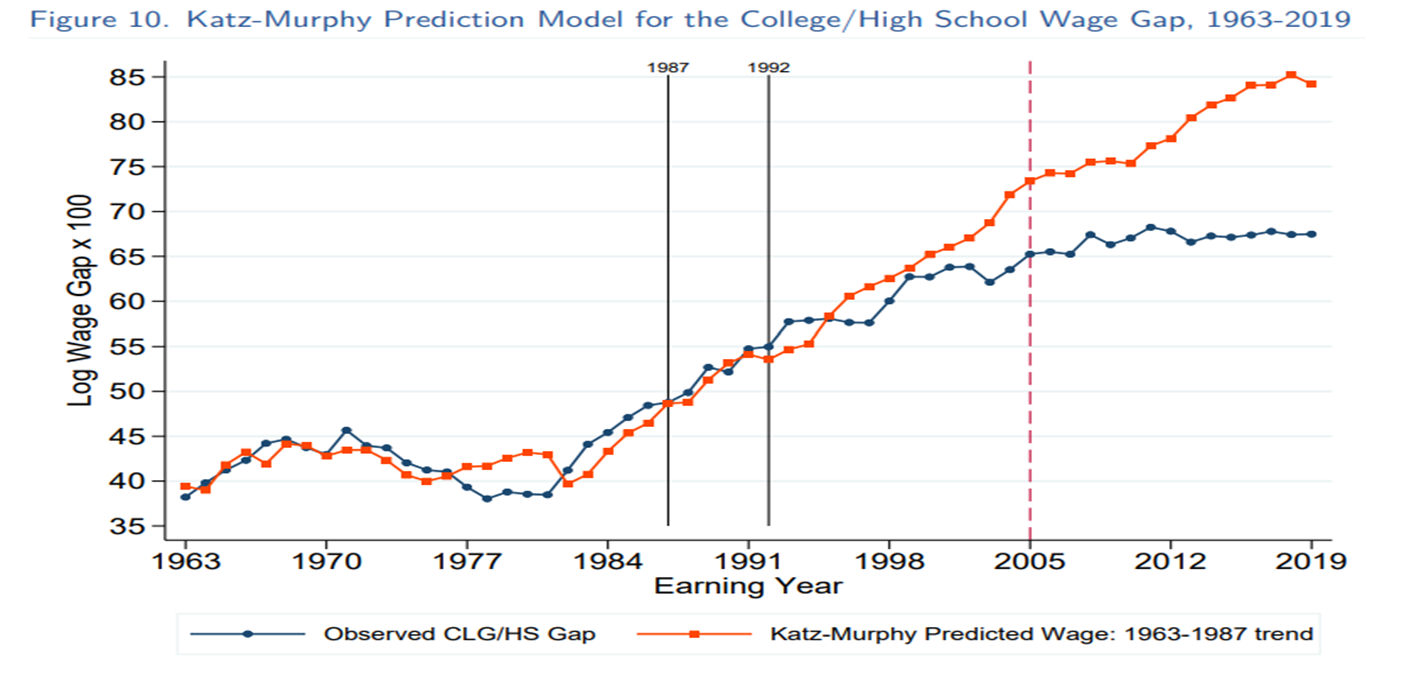 Figure 10. Katz-Murphy Prediction Model for the College/High School Wage Gap, 1963-2019
1987 1992
85
80
75
70
65
60
55
50
45
40
35
Log Wage Gap x 100
1963 1970 1977 1984 1991 1998 2005 2012 2019
Earning Year
Observed CLG/HS Gap Katz-Murphy Predicted Wage: 1963-1987 trend